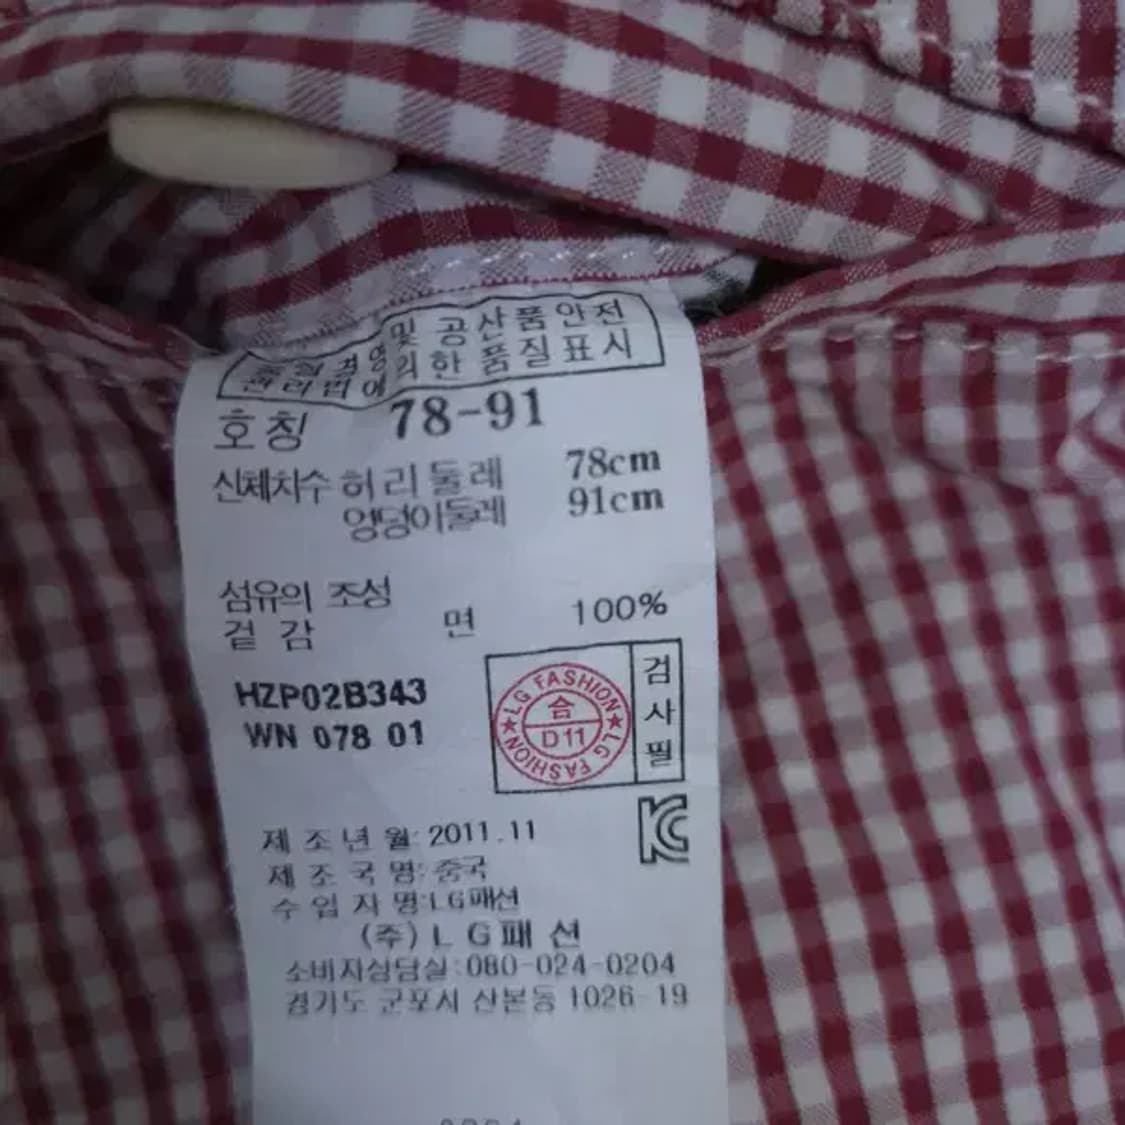 및 공산품안전
관리법에 의한 품질표시
호칭 78-91
신체치수 허리둘레 78cm
엉덩이둘레 91cm
섬유의 조성
겉감 면 100%
HZP02B343
WN 078 01
LG FASHION ★ LG FASHION ★
合
D11
검사필
제조년월: 2011.11
제조국명: 중국
수입자명: LG패션
(주)LG패션
소비자상담실:080-024-0204
경기도 군포시 산본동 1026-19